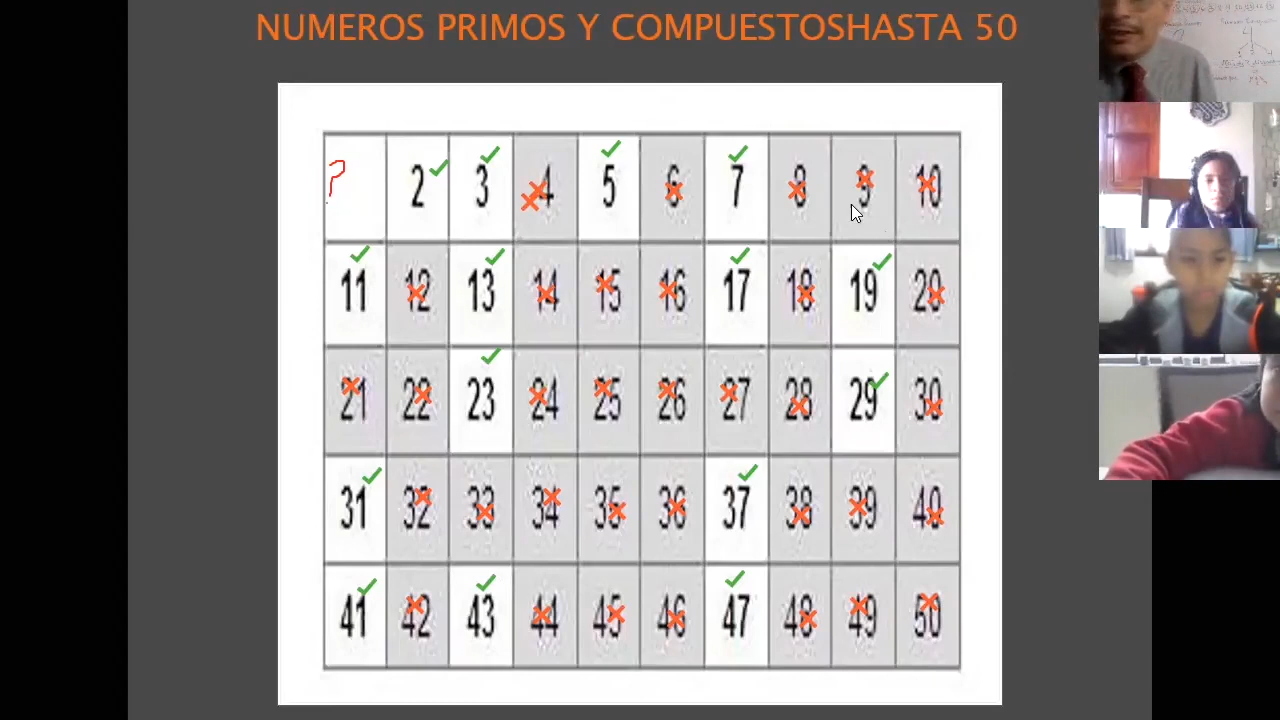 NUMEROS PRIMOS Y COMPUESTOSHASTA 50
? 2 3 4 5 6 7 8 9 10
11 12 13 14 15 16 17 18 19 20
21 22 23 24 25 26 27 28 29 30
31 32 33 34 35 36 37 38 39 40
41 42 43 44 45 46 47 48 49 50